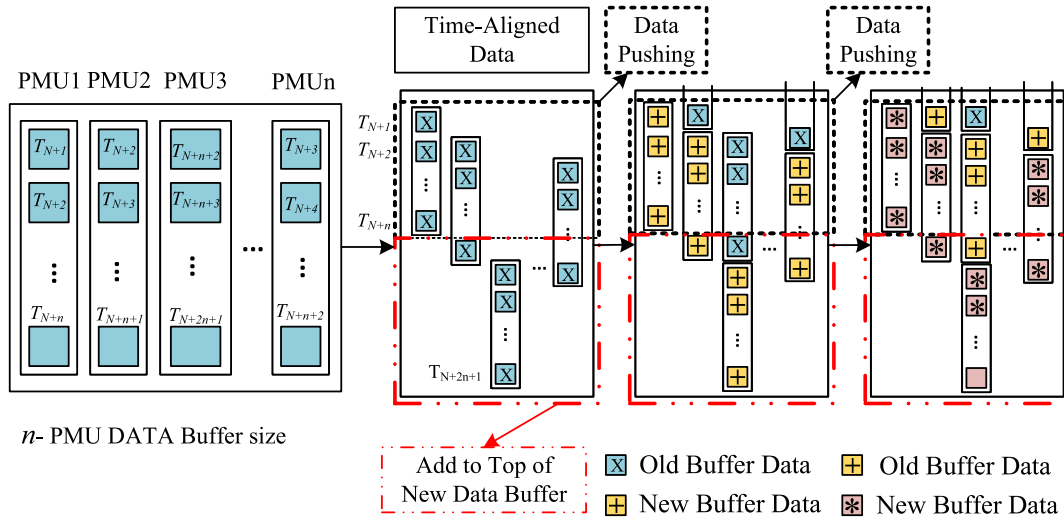 Time-Aligned
Data
Data
Pushing
Data
Pushing
PMU1 PMU2 PMU3 PMUn
T_{N+1} T_{N+2} T_{N+n+2} T_{N+3}
T_{N+2} T_{N+3} T_{N+n+3} T_{N+4}
... 
T_{N+n} T_{N+n+1} T_{N+2n+1} T_{N+n+2}
T_{N+1}
T_{N+2}
T_{N+n}
T_{N+2n+1}
n- PMU DATA Buffer size
Add to Top of
New Data Buffer
X Old Buffer Data
+ New Buffer Data
+ Old Buffer Data
* New Buffer Data